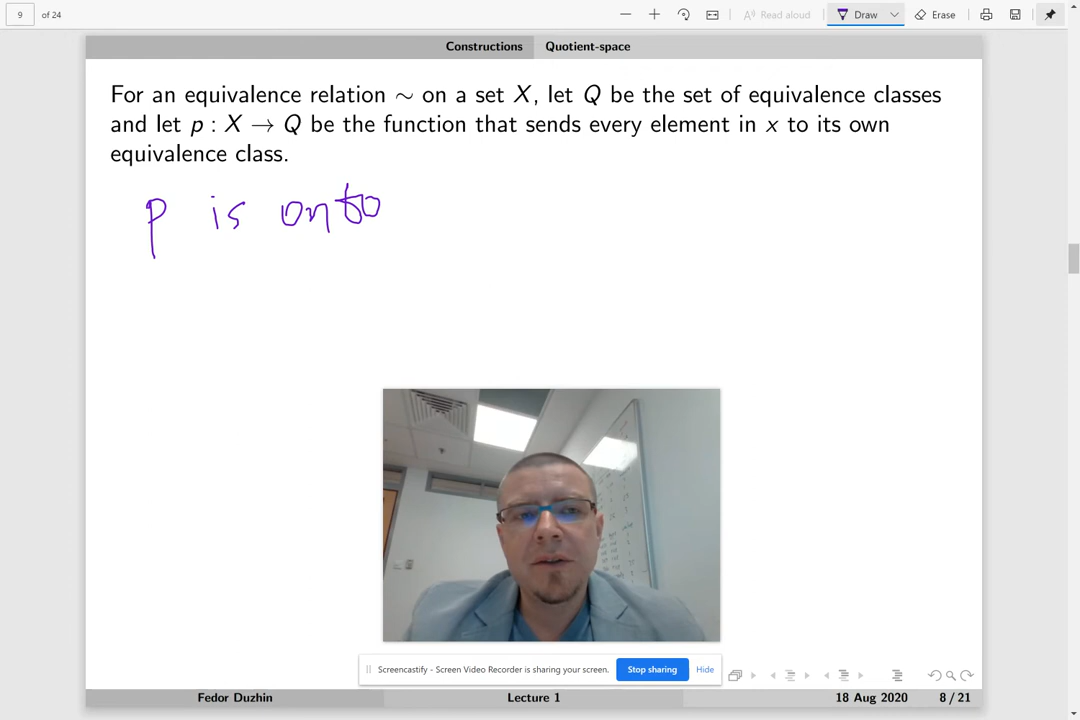 9 of 24 Read aloud Draw Erase
Constructions Quotient-space
For an equivalence relation ∼ on a set X, let Q be the set of equivalence classes
and let p : X → Q be the function that sends every element in x to its own
equivalence class.
p is onto
Screencastify - Screen Video Recorder is sharing your screen. Stop sharing Hide
Fedor Duzhin Lecture 1 18 Aug 2020 8 / 21